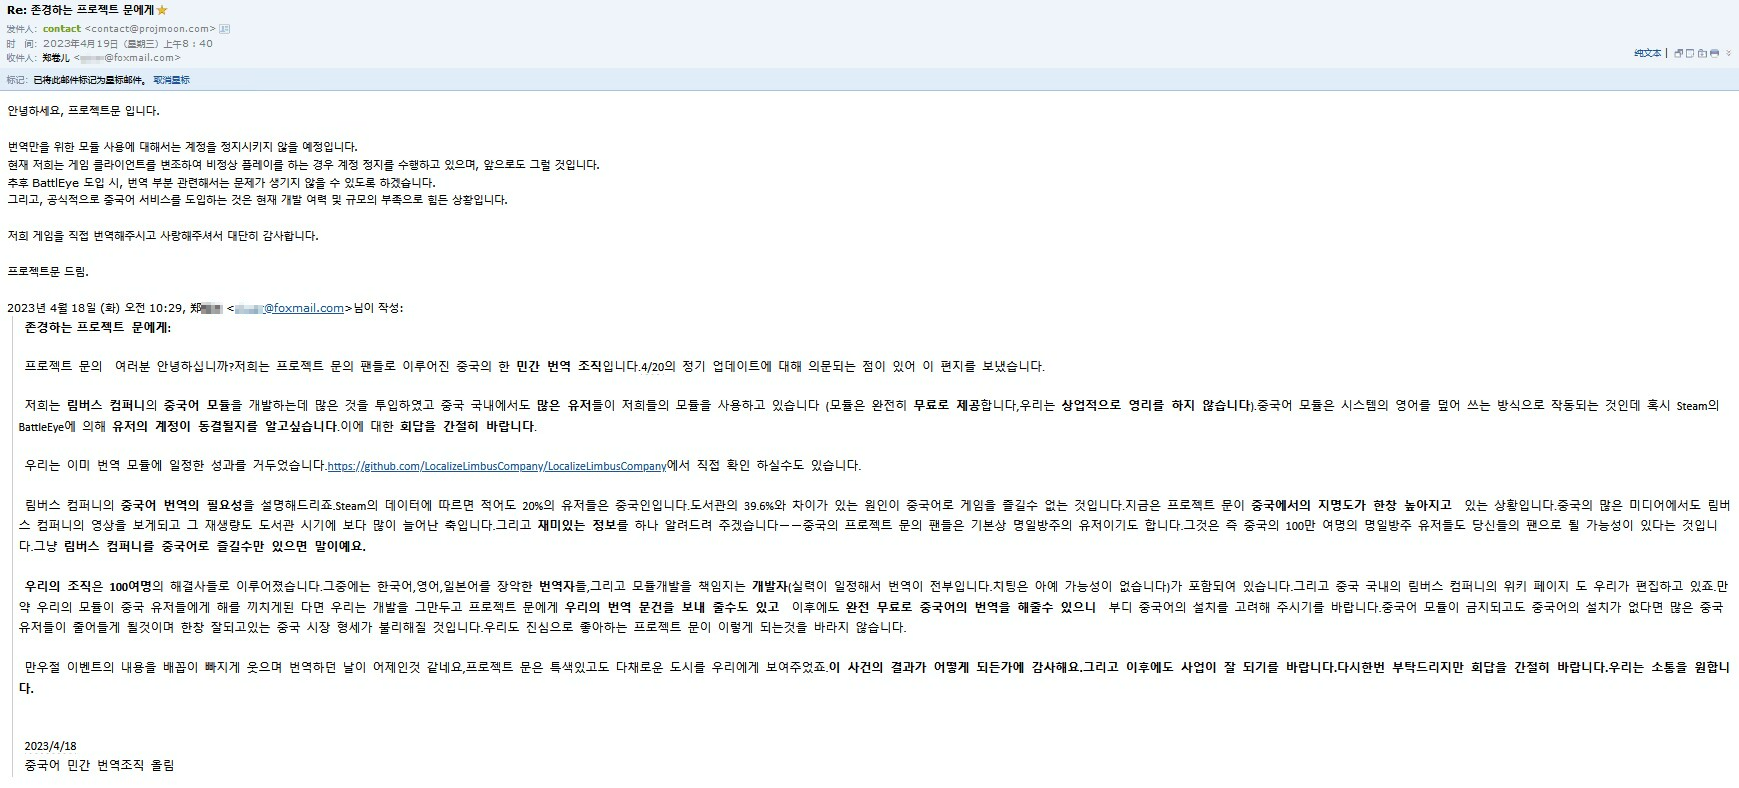 Re: 존경하는 프로젝트 문에게
发件人: contact <contact@projmoon.com>
时 间: 2023年4月19日 (星期三) 上午8:40
收件人: 郑卷儿 < @foxmail.com>
纯文本 |
标记: 已将此邮件标记为星标邮件。 取消星标
안녕하세요, 프로젝트문 입니다.
번역만을 위한 모듈 사용에 대해서는 계정을 정지시키지 않을 예정입니다.
현재 저희는 게임 클라이언트를 변조하여 비정상 플레이를 하는 경우 계정 정지를 수행하고 있으며, 앞으로도 그럴 것입니다.
추후 BattlEye 도입 시, 번역 부분 관련해서는 문제가 생기지 않을 수 있도록 하겠습니다.
그리고, 공식적으로 중국어 서비스를 도입하는 것은 현재 개발 여력 및 규모의 부족으로 힘든 상황입니다.
저희 게임을 직접 번역해주시고 사랑해주셔서 대단히 감사합니다.
프로젝트문 드림.
2023년 4월 18일 (화) 오전 10:29, 郑 < @foxmail.com>님이 작성:
존경하는 프로젝트 문에게:
프로젝트 문의 여러분 안녕하십니까?저희는 프로젝트 문의 팬들로 이루어진 중국의 한 민간 번역 조직입니다.4/20의 정기 업데이트에 대해 의문되는 점이 있어 이 편지를 보냈습니다.
저희는 림버스 컴퍼니의 중국어 모듈을 개발하는데 많은 것을 투입하였고 중국 국내에서도 많은 유저들이 저희들의 모듈을 사용하고 있습니다 (모듈은 완전히 무료로 제공합니다,우리는 상업적으로 영리를 하지 않습니다).중국어 모듈은 시스템의 영어를 덮어 쓰는 방식으로 작동되는 것인데 혹시 Steam의
BattleEye에 의해 유저의 계정이 동결될지를 알고싶습니다.이에 대한 회답을 간절히 바랍니다.
우리는 이미 번역 모듈에 일정한 성과를 거두었습니다.https://github.com/LocalizeLimbusCompany/LocalizeLimbusCompany에서 직접 확인 하실수도 있습니다.
림버스 컴퍼니의 중국어 번역의 필요성을 설명해드리죠.Steam의 데이터에 따르면 적어도 20%의 유저들은 중국인입니다.도서관의 39.6%와 차이가 있는 원인이 중국어로 게임을 즐길수 없는 것입니다.지금은 프로젝트 문이 중국에서의 지명도가 한창 높아지고 있는 상황입니다.중국의 많은 미디어에서도 림버
스 컴퍼니의 영상을 보게되고 그 재생량도 도서관 시기에 보다 많이 늘어난 축입니다.그리고 재미있는 정보를 하나 알려드려 주겠습니다——중국의 프로젝트 문의 팬들은 기본상 명일방주의 유저이기도 합니다.그것은 즉 중국의 100만 여명의 명일방주 유저들도 당신들의 팬으로 될 가능성이 있다는 것입니
다.그냥 림버스 컴퍼니를 중국어로 즐길수만 있으면 말이예요.
우리의 조직은 100여명의 해결사들로 이루어졌습니다.그중에는 한국어,영어,일본어를 장악한 번역자들,그리고 모듈개발을 책임지는 개발자(실력이 일정해서 번역이 전부입니다.치팅은 아예 가능성이 없습니다)가 포함되여 있습니다.그리고 중국 국내의 림버스 컴퍼니의 위키 페이지 도 우리가 편집하고 있죠.만
약 우리의 모듈이 중국 유저들에게 해를 끼치게된 다면 우리는 개발을 그만두고 프로젝트 문에게 우리의 번역 문건을 보내 줄수도 있고 이후에도 완전 무료로 중국어의 번역을 해줄수 있으니 부디 중국어의 설치를 고려해 주시기를 바랍니다.중국어 모듈이 금지되고도 중국어의 설치가 없다면 많은 중국
유저들이 줄어들게 될것이며 한창 잘되고있는 중국 시장 형세가 불리해질 것입니다.우리도 진심으로 좋아하는 프로젝트 문이 이렇게 되는것을 바라지 않습니다.
만우절 이벤트의 내용을 배꼽이 빠지게 웃으며 번역하던 날이 어제인것 같네요,프로젝트 문은 특색있고도 다채로운 도시를 우리에게 보여주었죠.이 사건의 결과가 어떻게 되든가에 감사해요.그리고 이후에도 사업이 잘 되기를 바랍니다.다시한번 부탁드리지만 회답을 간절히 바랍니다.우리는 소통을 원합니
다.
2023/4/18
중국어 민간 번역조직 올림